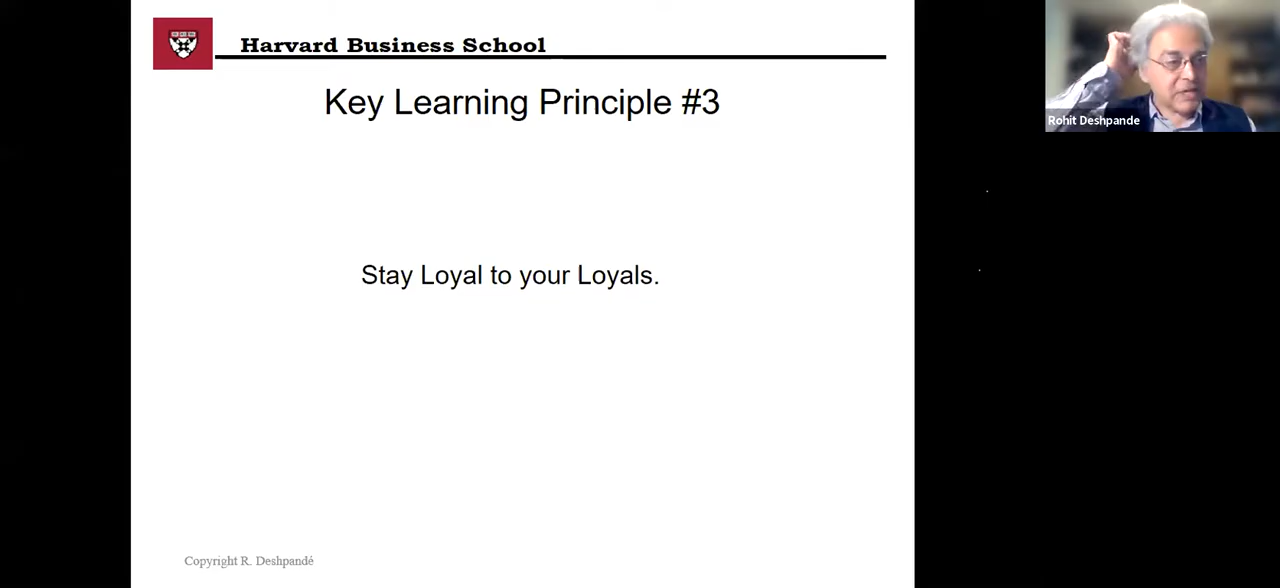 Harvard Business School
Key Learning Principle #3
Rohit Deshpande
Stay Loyal to your Loyals.
Copyright R. Deshpandé